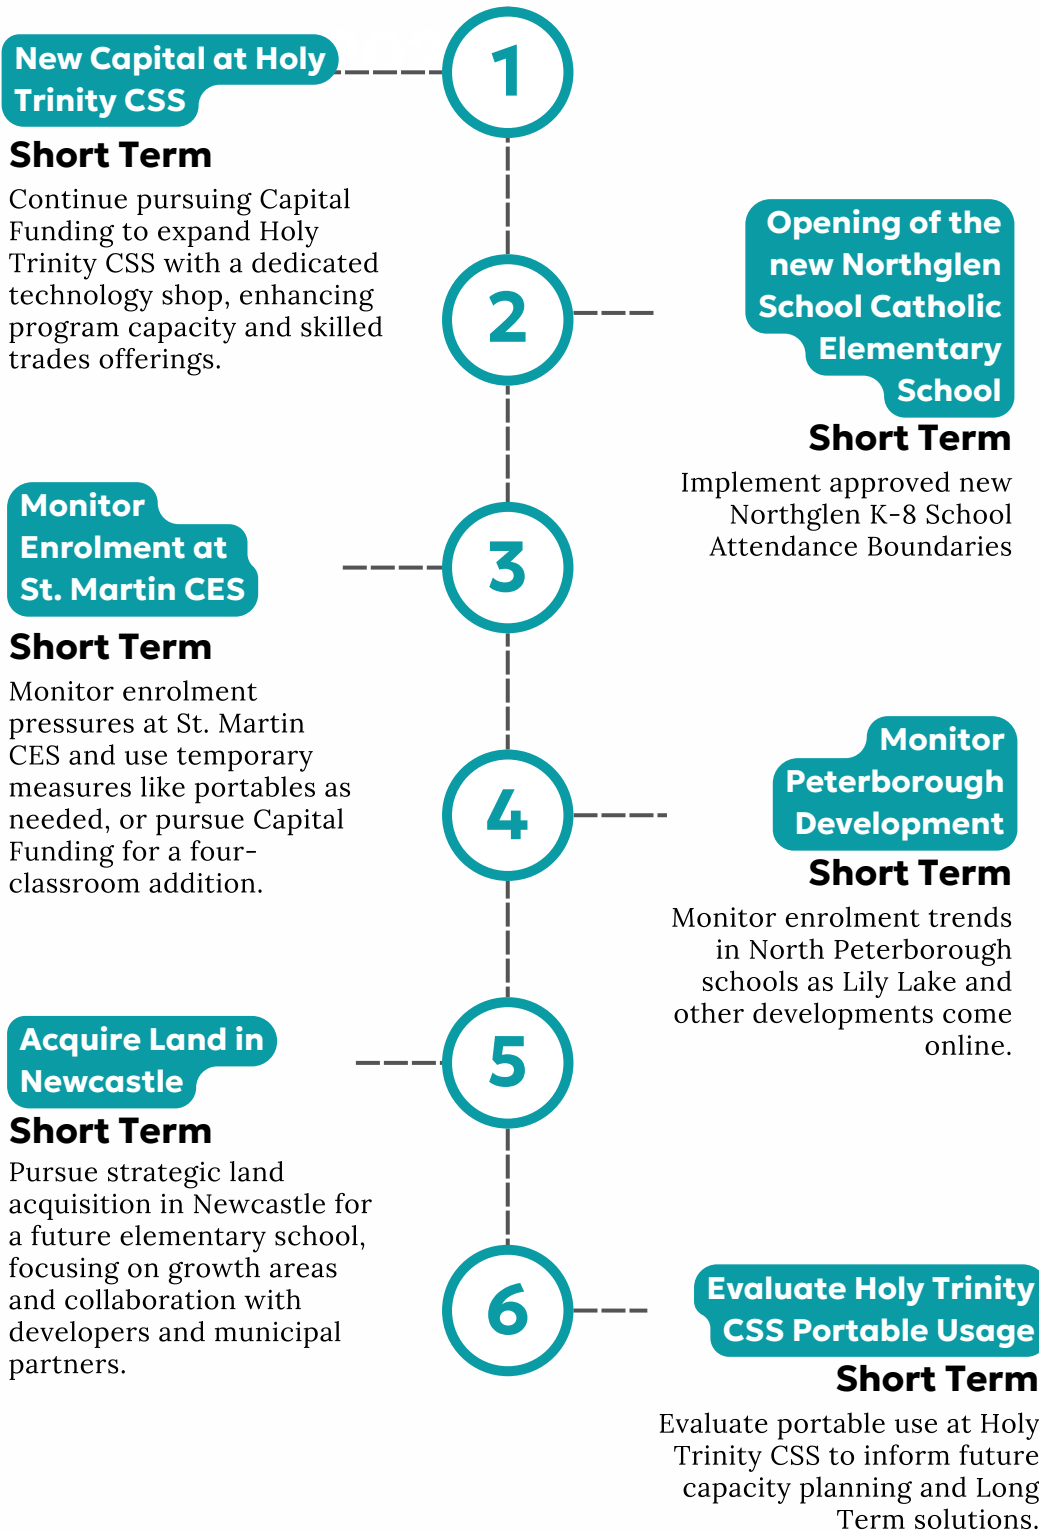 1
New Capital at Holy
Trinity CSS
Short Term
Continue pursuing Capital
Funding to expand Holy
Trinity CSS with a dedicated
technology shop, enhancing
program capacity and skilled
trades offerings.
2
Opening of the
new Northglen
School Catholic
Elementary
School
Short Term
Implement approved new
Northglen K-8 School
Attendance Boundaries
3
Monitor
Enrolment at
St. Martin CES
Short Term
Monitor enrolment
pressures at St. Martin
CES and use temporary
measures like portables as
needed, or pursue Capital
Funding for a four-
classroom addition.
4
Monitor
Peterborough
Development
Short Term
Monitor enrolment trends
in North Peterborough
schools as Lily Lake and
other developments come
online.
5
Acquire Land in
Newcastle
Short Term
Pursue strategic land
acquisition in Newcastle for
a future elementary school,
focusing on growth areas
and collaboration with
developers and municipal
partners.
6
Evaluate Holy Trinity
CSS Portable Usage
Short Term
Evaluate portable use at Holy
Trinity CSS to inform future
capacity planning and Long
Term solutions.